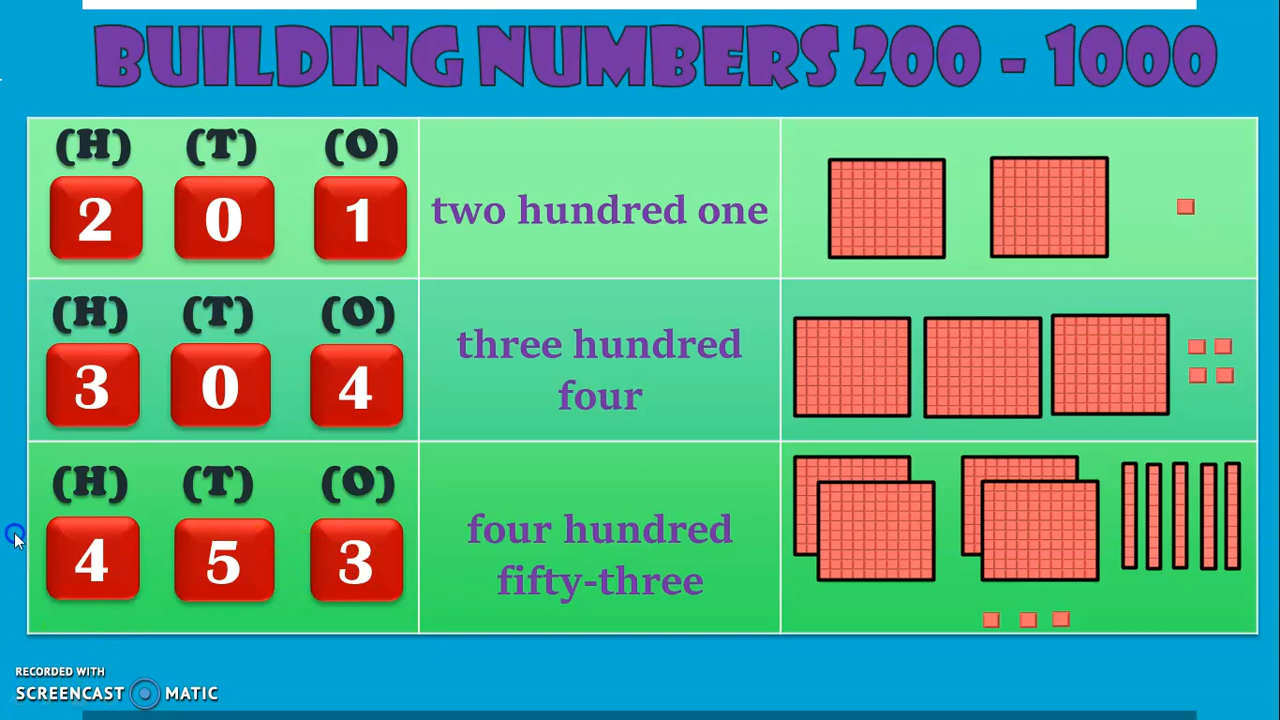 BUILDING NUMBERS 200 - 1000
(H) (T) (O)
2 0 1
two hundred one
(H) (T) (O)
3 0 4
three hundred
four
(H) (T) (O)
4 5 3
four hundred
fifty-three
RECORDED WITH
SCREENCAST MATIC